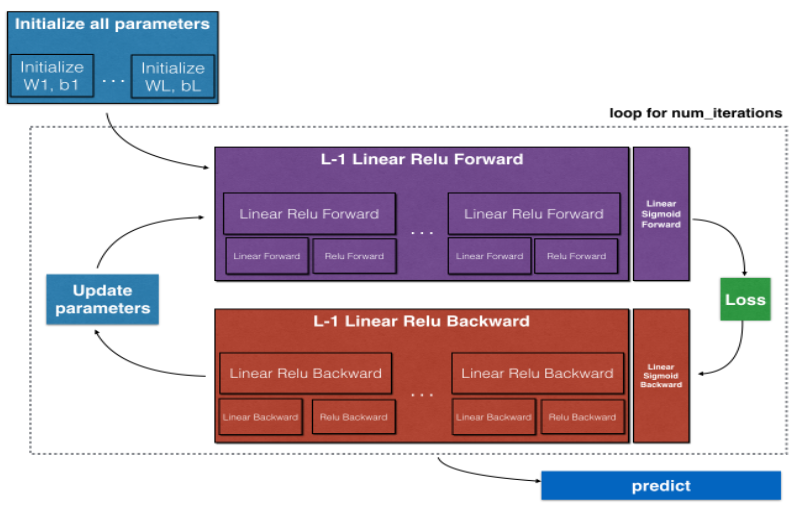 Initialize all parameters
Initialize
W1, b1
...
Initialize
WL, bL
loop for num_iterations
L-1 Linear Relu Forward
Linear Relu Forward
Linear Forward
Relu Forward
...
Linear Relu Forward
Linear Forward
Relu Forward
Linear
Sigmoid
Forward
Update
parameters
Loss
L-1 Linear Relu Backward
Linear Relu Backward
Linear Backward
Relu Backward
...
Linear Relu Backward
Linear Backward
Relu Backward
Linear
Sigmoid
Backward
predict